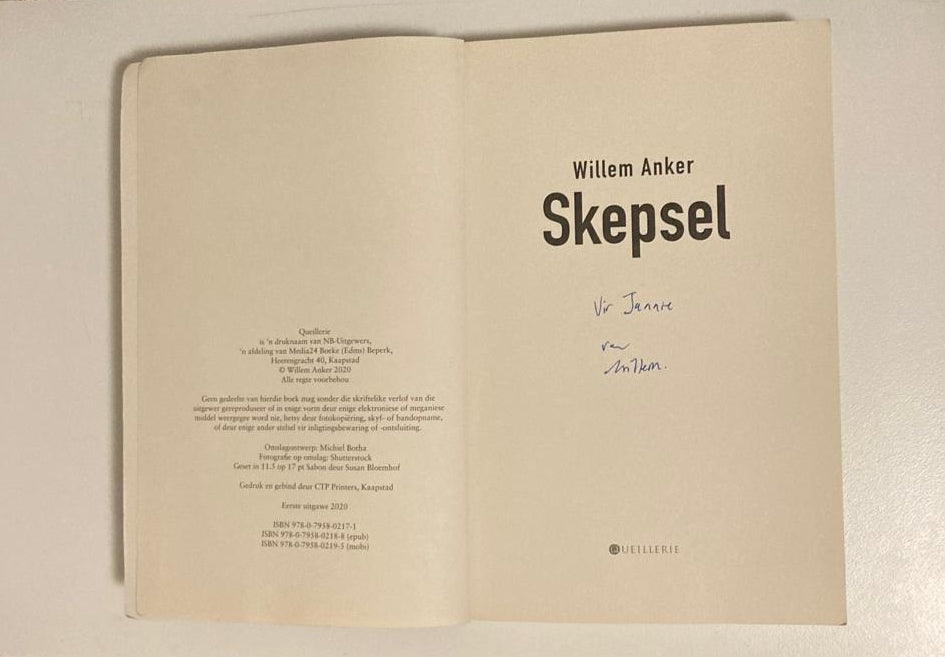 Queillerie
is 'n druknaam van NB-Uitgewers,
'n afdeling van Media24 Boeke (Edms) Beperk,
Heerengracht 40, Kaapstad
© Willem Anker 2020
Alle regte voorbehou
Geen gedeelte van hierdie boek mag sonder die skriftelike verlof van die
uitgewer gereproduseer of in enige vorm deur enige elektroniese of meganiese
middel weergegee word nie, hetsy deur fotokopiëring, skyf- of bandopname,
of deur enige ander stelsel vir inligtingsbewaring of -ontsluiting.
Omslagontwerp: Michiel Botha
Fotografie op omslag: Shutterstock
Geset in 11.5 op 17 pt Sabon deur Susan Bloemhof
Gedruk en gebind deur CTP Printers, Kaapstad
Eerste uitgawe 2020
ISBN 978-0-7958-0217-1
ISBN 978-0-7958-0218-8 (epub)
ISBN 978-0-7958-0219-5 (mobi)
Willem Anker
Skepsel
Vir Jannie
van
Willem.
QUEILLERIE